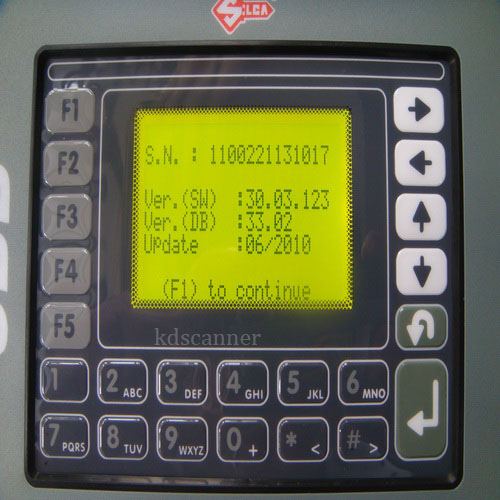 SILCA
F1
F2
F3
F4
F5
S.N. : 1100221131017
Ver.(SW) :30.03.123
Ver.(DB) :33.02
Update :06/2010
(F1) to continue
kdscanner
1 2 ABC 3 DEF 4 GHI 5 JKL 6 MNO
7 PQRS 8 TUV 9 WXYZ 0 + * < # >